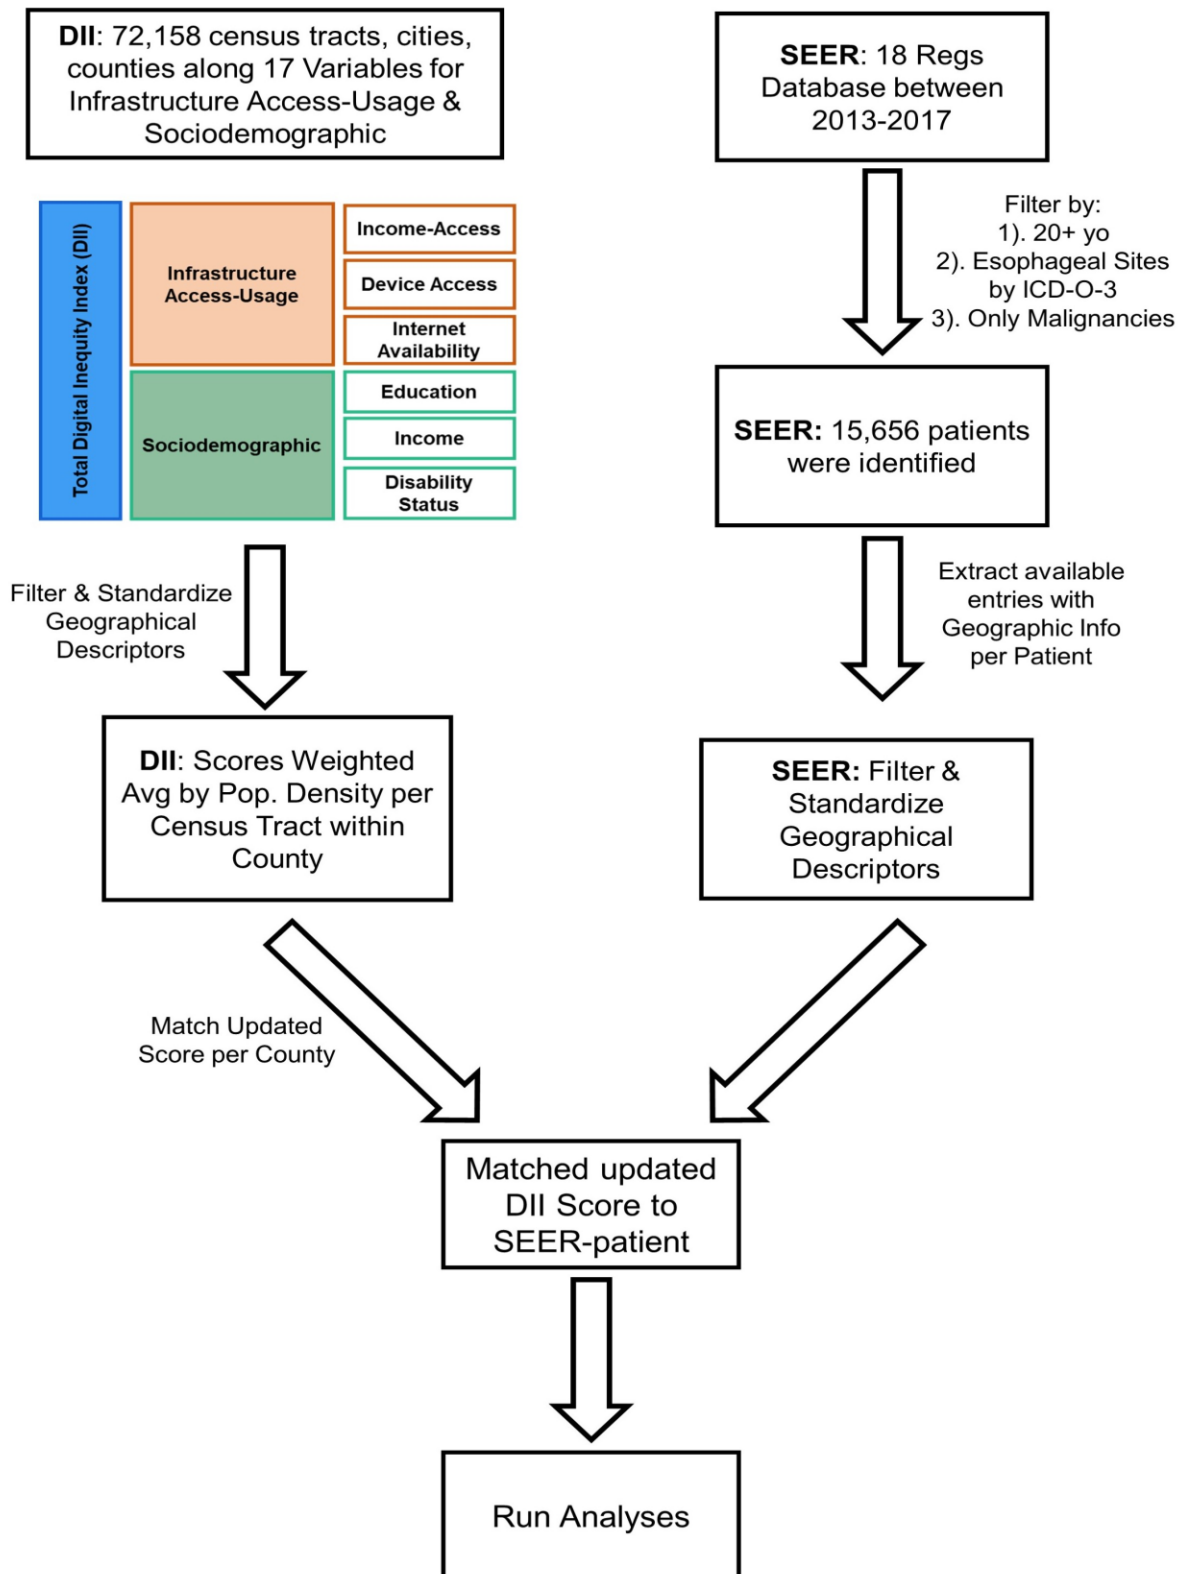 DII: 72,158 census tracts, cities,
counties along 17 Variables for
Infrastructure Access-Usage &
Sociodemographic
Total Digital Inequity Index (DII)
Infrastructure
Access-Usage
Income-Access
Device Access
Internet
Availability
Sociodemographic
Education
Income
Disability
Status
Filter & Standardize
Geographical
Descriptors
DII: Scores Weighted
Avg by Pop. Density per
Census Tract within
County
Match Updated
Score per County
SEER: 18 Regs
Database between
2013-2017
Filter by:
1). 20+ yo
2). Esophageal Sites
by ICD-O-3
3). Only Malignancies
SEER: 15,656 patients
were identified
Extract available
entries with
Geographic Info
per Patient
SEER: Filter &
Standardize
Geographical
Descriptors
Matched updated
DII Score to
SEER-patient
Run Analyses